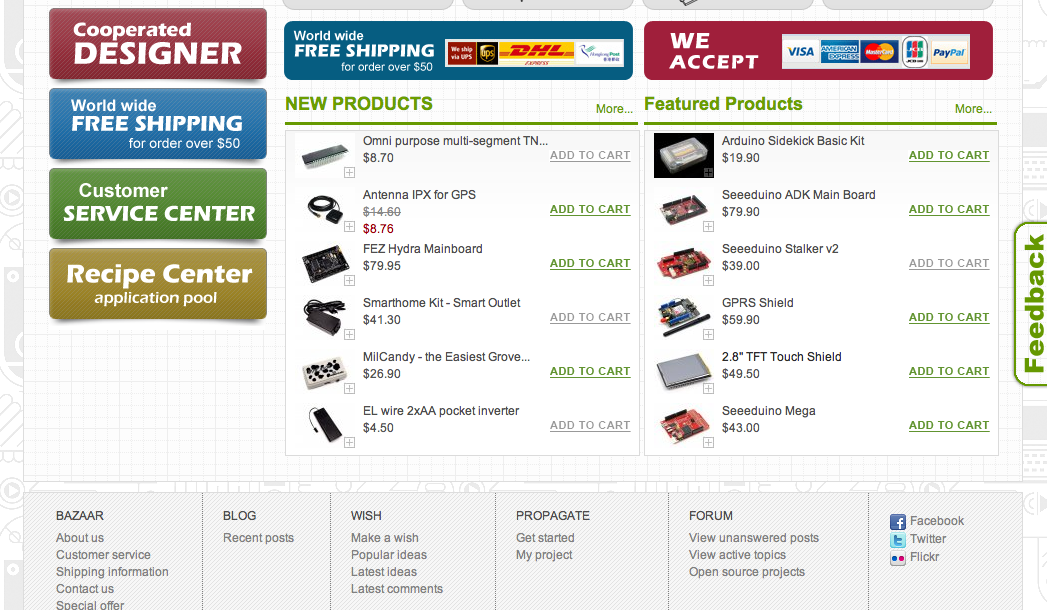 Cooperated
DESIGNER
World wide
FREE SHIPPING
for order over $50
Customer
SERVICE CENTER
Recipe Center
application pool
World wide
FREE SHIPPING
for order over $50
We ship
via UPS
ups
DHL
EXPRESS
Hongkong Post
WE
ACCEPT
VISA
AMERICAN
EXPRESS
MasterCard
JCB
PayPal
NEW PRODUCTS
More...
Omni purpose multi-segment TN...
$8.70
ADD TO CART
Antenna IPX for GPS
$14.60
ADD TO CART
$8.76
FEZ Hydra Mainboard
$79.95
ADD TO CART
Smarthome Kit - Smart Outlet
$41.30
ADD TO CART
MilCandy - the Easiest Grove...
$26.90
ADD TO CART
EL wire 2xAA pocket inverter
$4.50
ADD TO CART
Featured Products
More...
Arduino Sidekick Basic Kit
$19.90
ADD TO CART
Seeeduino ADK Main Board
$79.90
ADD TO CART
Seeeduino Stalker v2
$39.00
ADD TO CART
GPRS Shield
$59.90
ADD TO CART
2.8" TFT Touch Shield
$49.50
ADD TO CART
Seeeduino Mega
$43.00
ADD TO CART
Feedback
BAZAAR
About us
Customer service
Shipping information
Contact us
Special offer
BLOG
Recent posts
WISH
Make a wish
Popular ideas
Latest ideas
Latest comments
PROPAGATE
Get started
My project
FORUM
View unanswered posts
View active topics
Open source projects
Facebook
Twitter
Flickr